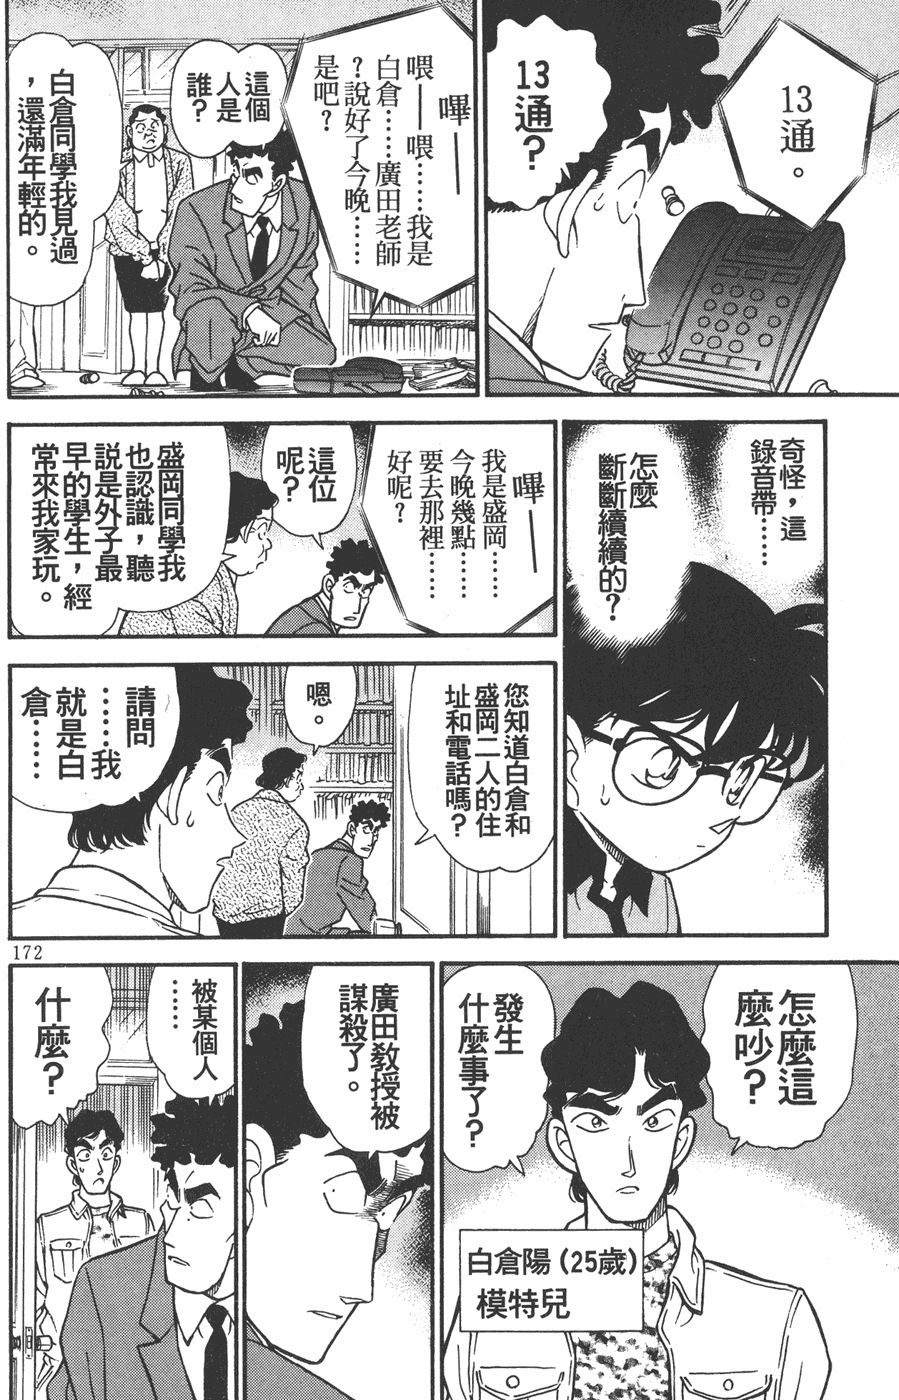 13通。
13通？
嗶——
喂——喂……我是
白倉……廣田老師
？說好了今晚……
是吧？
這個
人是
誰？
白倉同學我見過
，還滿年輕的。
奇怪，這
錄音帶……
怎麼
斷斷續續的？
嗶——
我是盛岡……
今晚幾點……
要去那裡……
好呢？
這位
呢？
盛岡同學我
也認識，聽
說是外子最
早的學生，經
常來我家玩。
您知道白倉和
盛岡二人的住
址和電話嗎？
嗯。
請問
……我
就是白
倉……
172
怎麼這
麼吵？
發生
什麼事了？
白倉陽(25歲)
模特兒
廣田教授被
謀殺了。
被某個人
……
什麼？